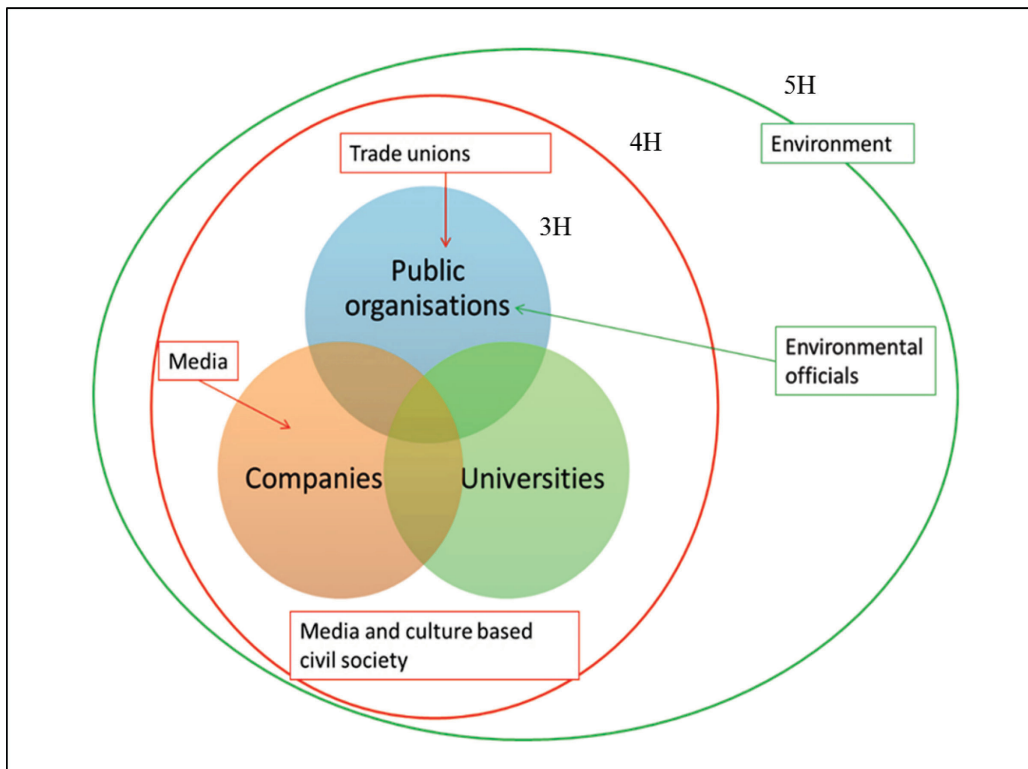 5H
Environment
4H
Trade unions
3H
Public
organisations
Media
Environmental
officials
Companies
Universities
Media and culture based
civil society